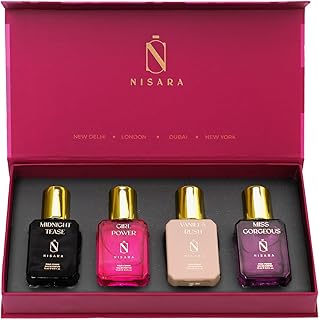 N
NISARA
NEW DELHI • LONDON • DUBAI • NEW YORK
MIDNIGHT
TEASE
N
NISARA
GIRL
POWER
N
NISARA
VANILLA
RUSH
N
NISARA
MISS
GORGEOUS
N
NISARA